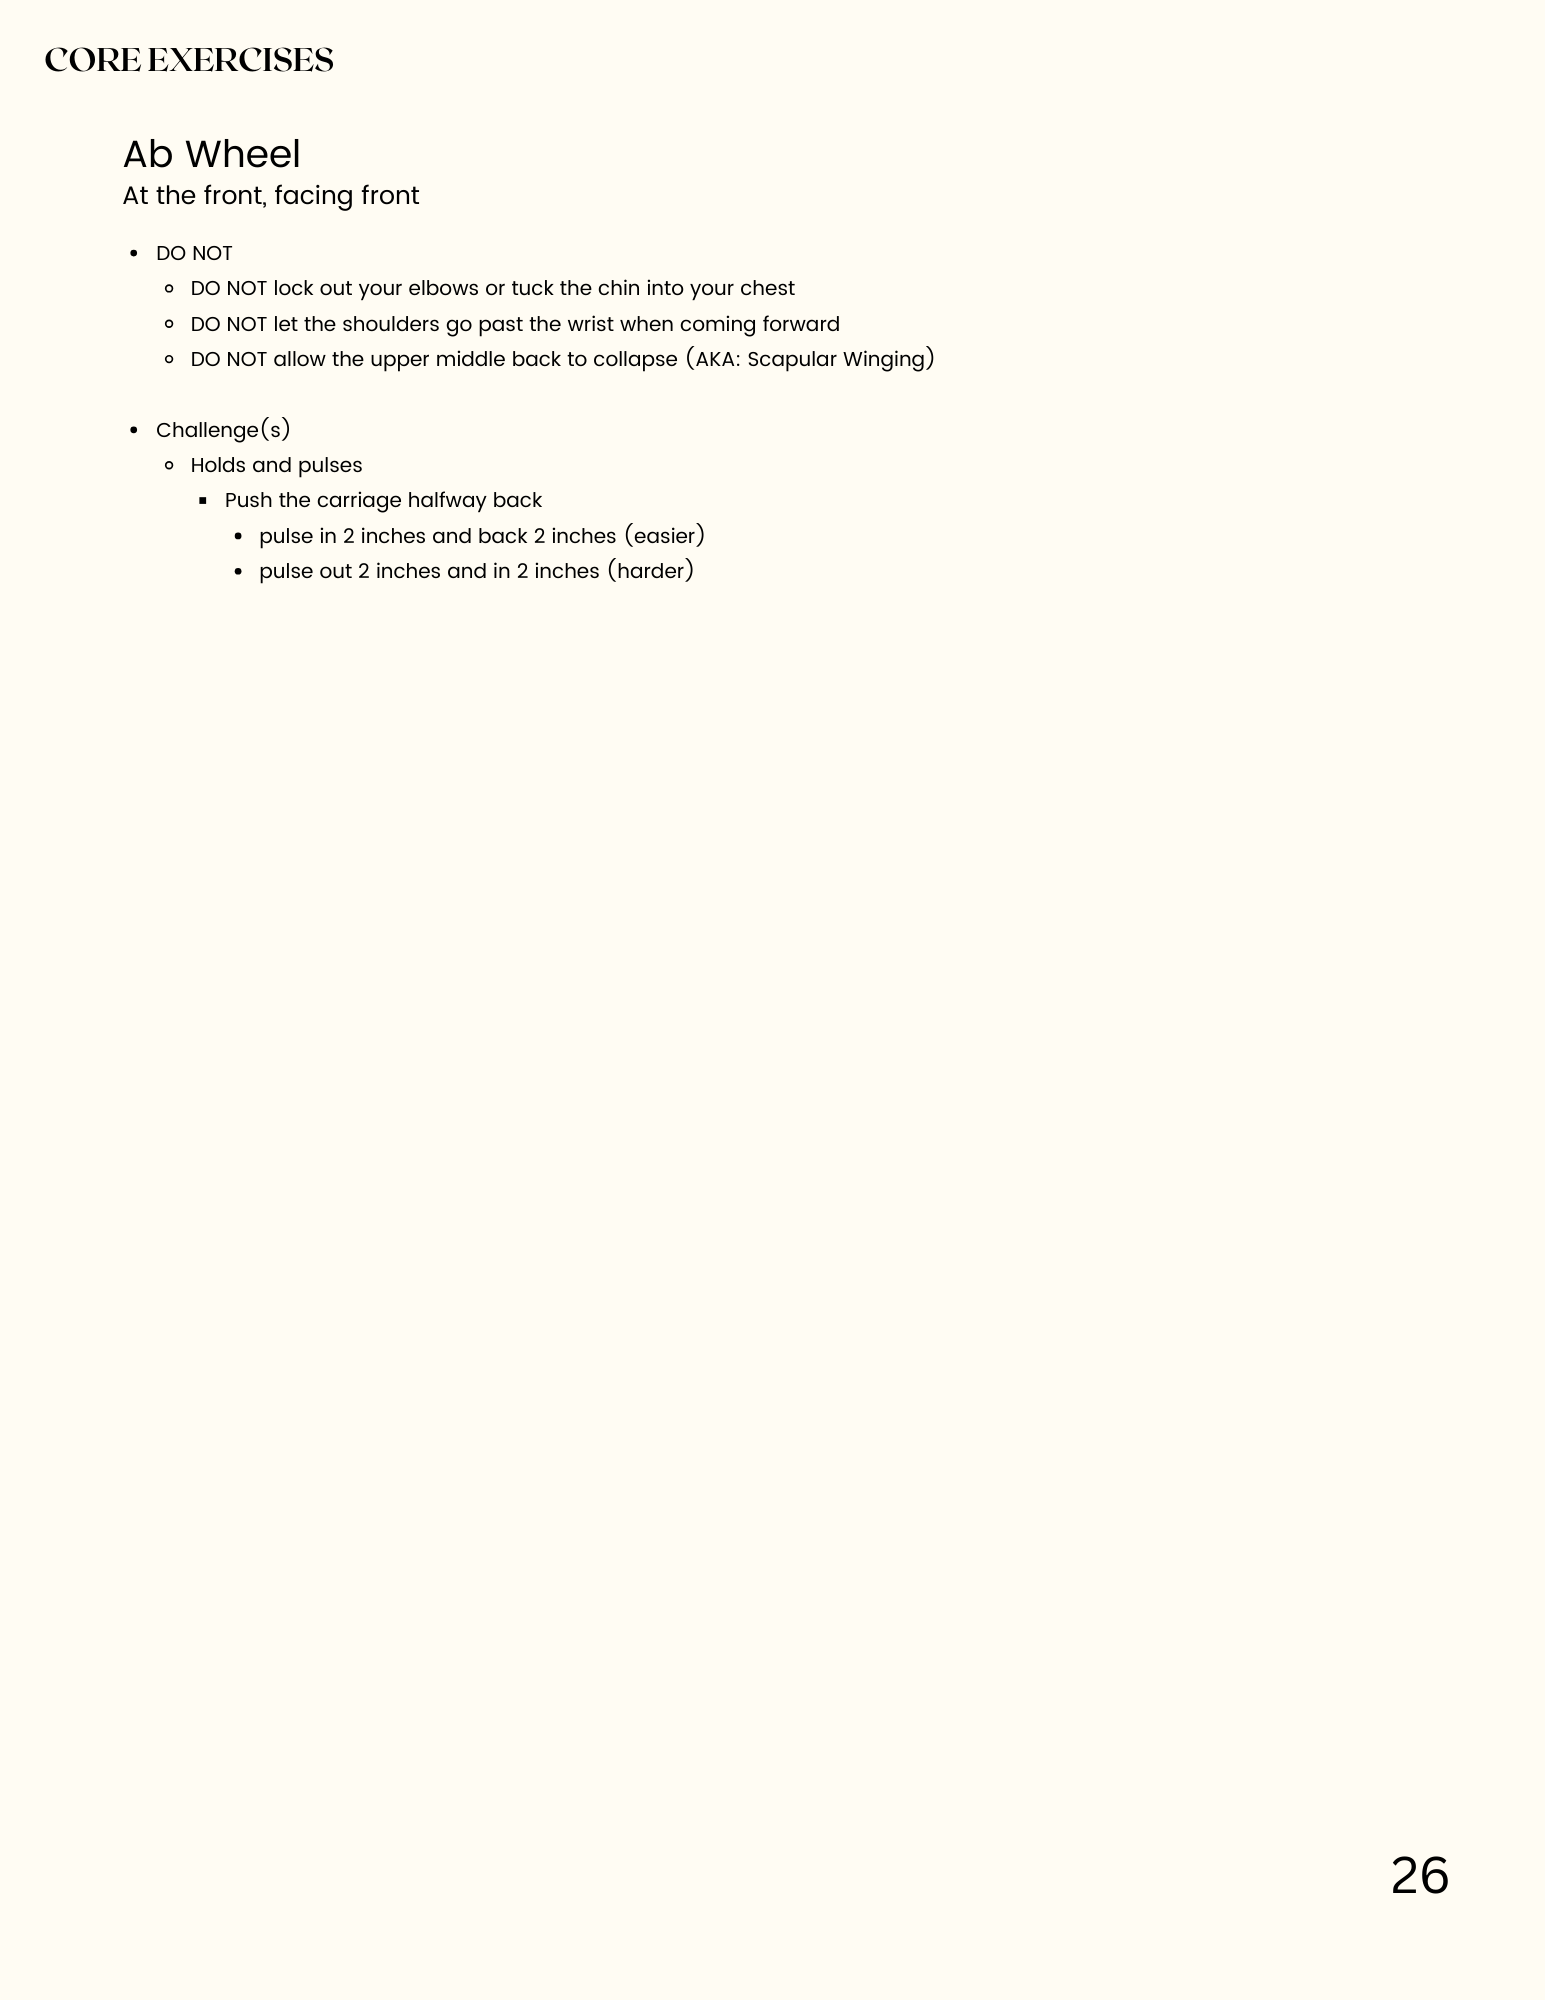 CORE EXERCISES
Ab Wheel
At the front, facing front
• DO NOT
◦ DO NOT lock out your elbows or tuck the chin into your chest
◦ DO NOT let the shoulders go past the wrist when coming forward
◦ DO NOT allow the upper middle back to collapse (AKA: Scapular Winging)
• Challenge(s)
◦ Holds and pulses
▪ Push the carriage halfway back
• pulse in 2 inches and back 2 inches (easier)
• pulse out 2 inches and in 2 inches (harder)
26